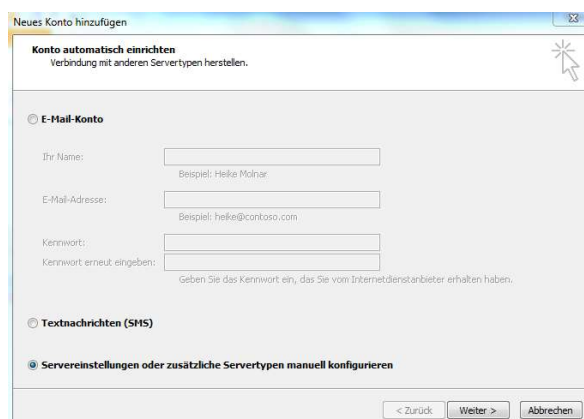 Neues Konto hinzufügen
Konto automatisch einrichten
Verbindung mit anderen Servertypen herstellen.
E-Mail-Konto
Ihr Name:
Beispiel: Heike Molnar
E-Mail-Adresse:
Beispiel: heike@contoso.com
Kennwort:
Kennwort erneut eingeben:
Geben Sie das Kennwort ein, das Sie vom Internetdienstanbieter erhalten haben.
Textnachrichten (SMS)
Servereinstellungen oder zusätzliche Servertypen manuell konfigurieren
< Zurück Weiter > Abbrechen